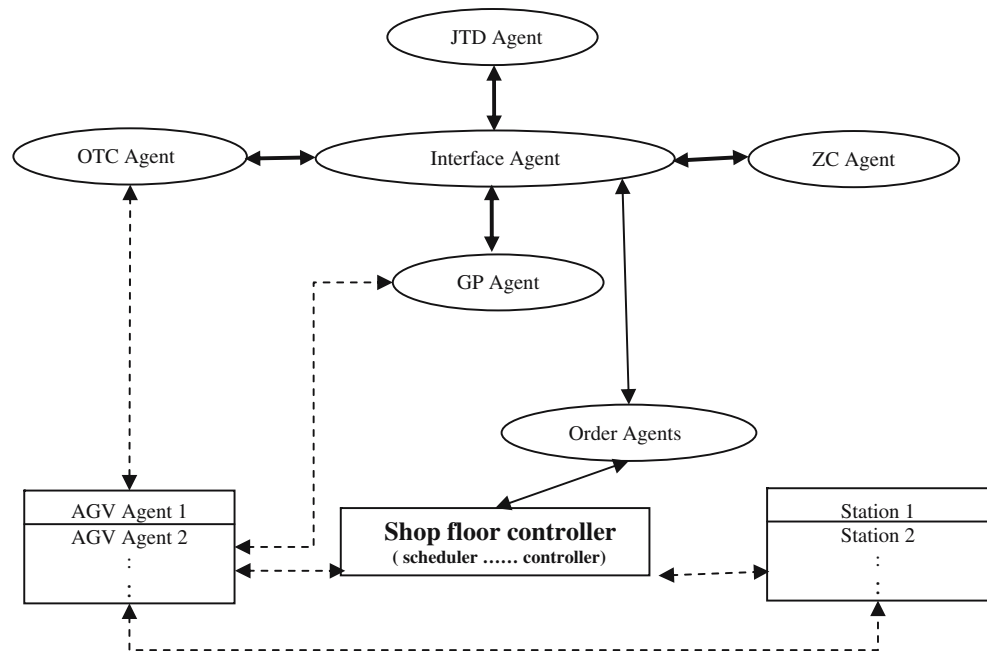 JTD Agent
OTC Agent
Interface Agent
ZC Agent
GP Agent
Order Agents
AGV Agent 1
AGV Agent 2
Shop floor controller
( scheduler ...... controller)
Station 1
Station 2